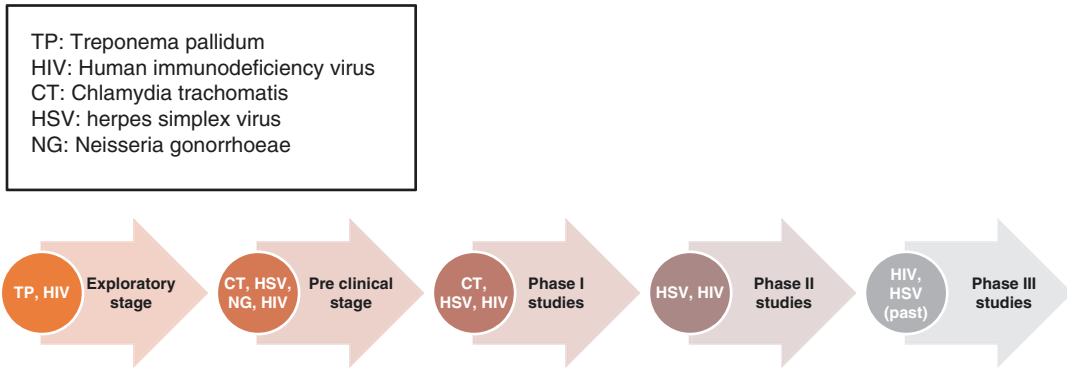 TP: Treponema pallidum
HIV: Human immunodeficiency virus
CT: Chlamydia trachomatis
HSV: herpes simplex virus
NG: Neisseria gonorrhoeae
TP, HIV
Exploratory
stage
CT, HSV,
NG, HIV
Pre clinical
stage
CT,
HSV, HIV
Phase I
studies
HSV, HIV
Phase II
studies
HIV,
HSV
(past)
Phase III
studies